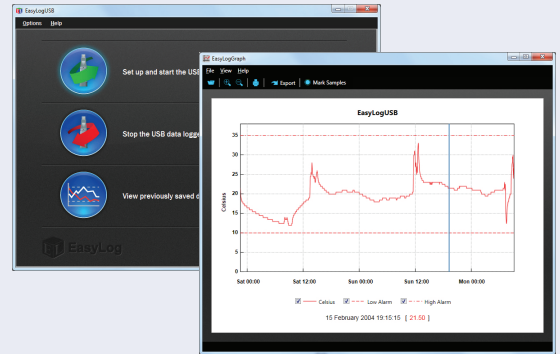 EasyLogUSB
Options Help
Set up and start the USB
Stop the USB data logge
View previously saved d
EasyLog
EasyLogGraph
File View Help
Export Mark Samples
EasyLogUSB
Celsius
35
30
25
20
15
10
5
0
Sat 00:00 Sat 12:00 Sun 00:00 Sun 12:00 Mon 00:00
Celsius Low Alarm High Alarm
15 February 2004 19:15:15 [ 21.50 ]